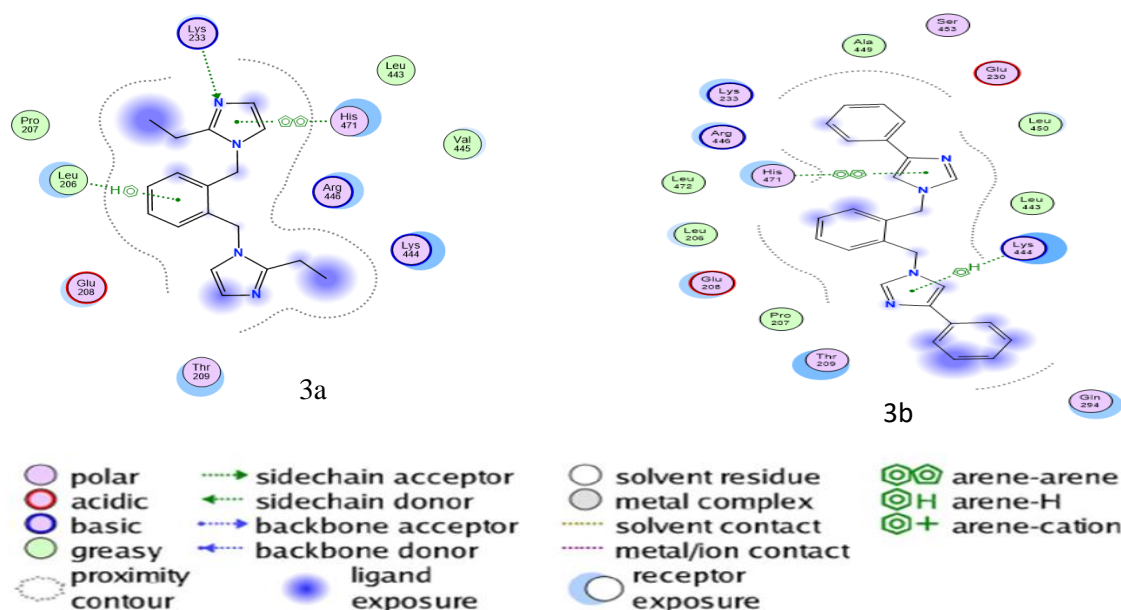 Lys
233
Leu
443
Pro
207
His
471
Val
445
Leu
206
H
Arg
446
Lys
444
Glu
208
Thr
209
N
N
N
N
3a
Ser
453
Ala
449
Glu
230
Lys
233
Leu
450
Arg
446
His
471
Leu
472
Leu
443
Leu
206
Lys
444
H
Glu
208
Pro
207
Thr
209
Gln
294
N
N
N
N
3b
polar
acidic
basic
greasy
proximity
contour
sidechain acceptor
sidechain donor
backbone acceptor
backbone donor
ligand
exposure
solvent residue
metal complex
solvent contact
metal/ion contact
receptor
exposure
arene-arene
H arene-H
+ arene-cation